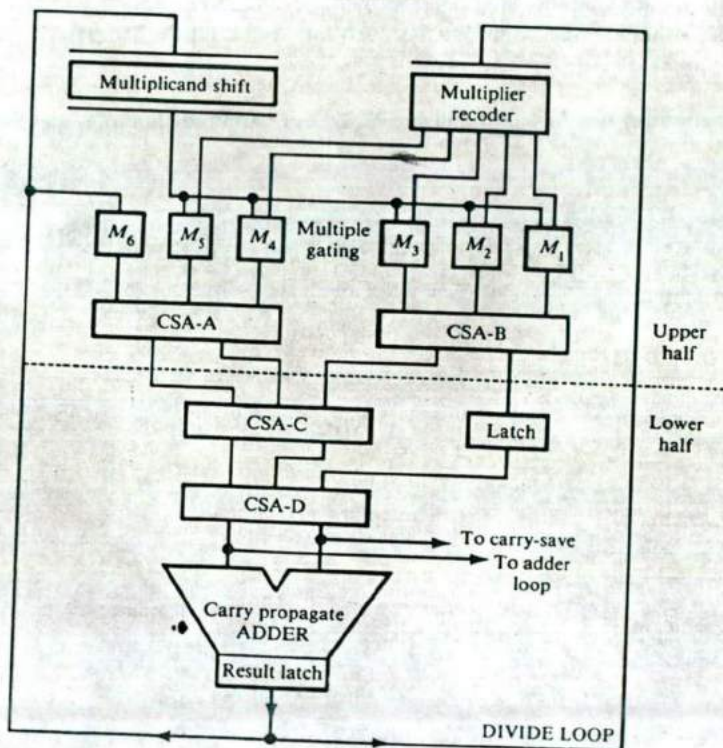 Multiplicand shift
Multiplier
recoder
M6
M5
M4
Multiple
gating
M3
M2
M1
CSA-A
CSA-B
Upper
half
CSA-C
Latch
Lower
half
CSA-D
To carry-save
To adder
loop
Carry propagate
ADDER
Result latch
DIVIDE LOOP